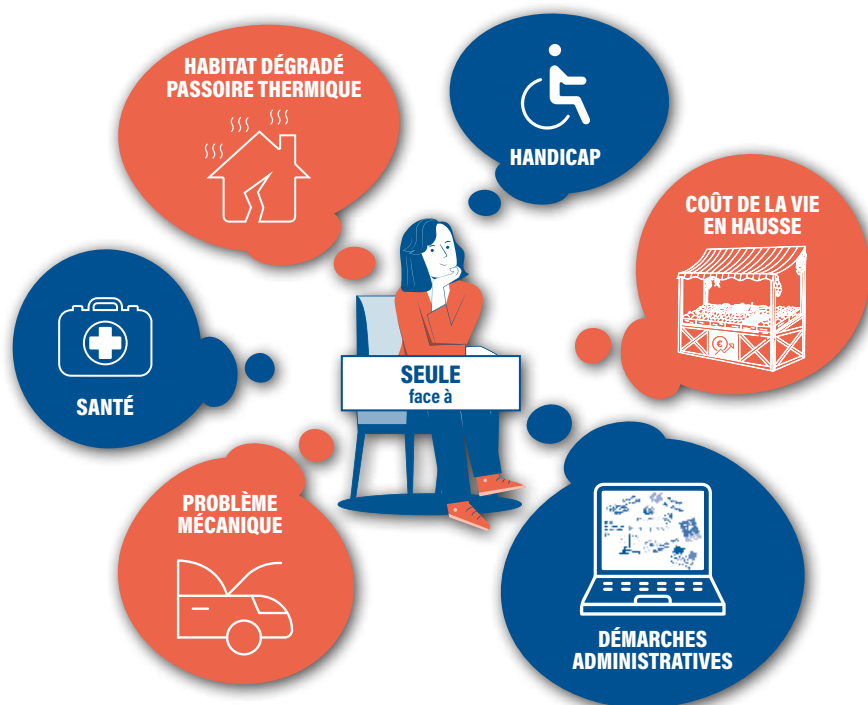 HABITAT DÉGRADÉ
PASSOIRE THERMIQUE
HANDICAP
COÛT DE LA VIE
EN HAUSSE
€
SANTÉ
SEULE
face à
PROBLÈME
MÉCANIQUE
DÉMARCHES
ADMINISTRATIVES